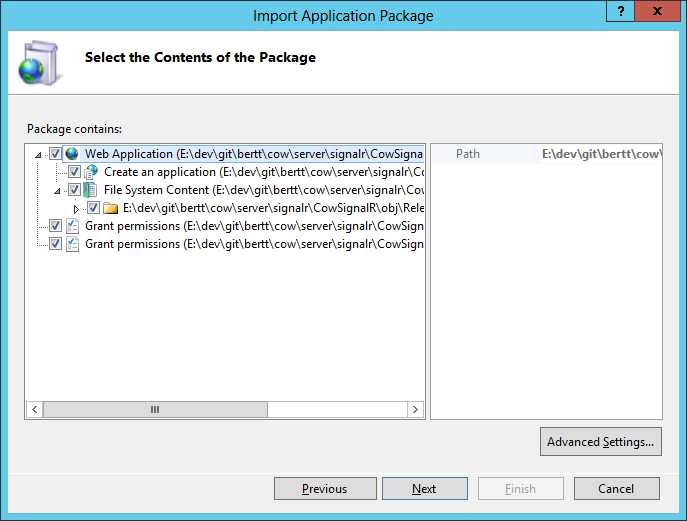 Import Application Package
?
x
Select the Contents of the Package
Package contains:
Web Application (E:\dev\git\bertt\cow\server\signalr\CowSigna
Create an application (E:\dev\git\bertt\cow\server\signalr\Co
File System Content (E:\dev\git\bertt\cow\server\signalr\Cow
E:\dev\git\bertt\cow\server\signalr\CowSignalR\obj\Rele
Grant permissions (E:\dev\git\bertt\cow\server\signalr\CowSign
Grant permissions (E:\dev\git\bertt\cow\server\signalr\CowSign
Path E:\dev\git\bertt\cow\
Advanced Settings...
Previous
Next
Finish
Cancel